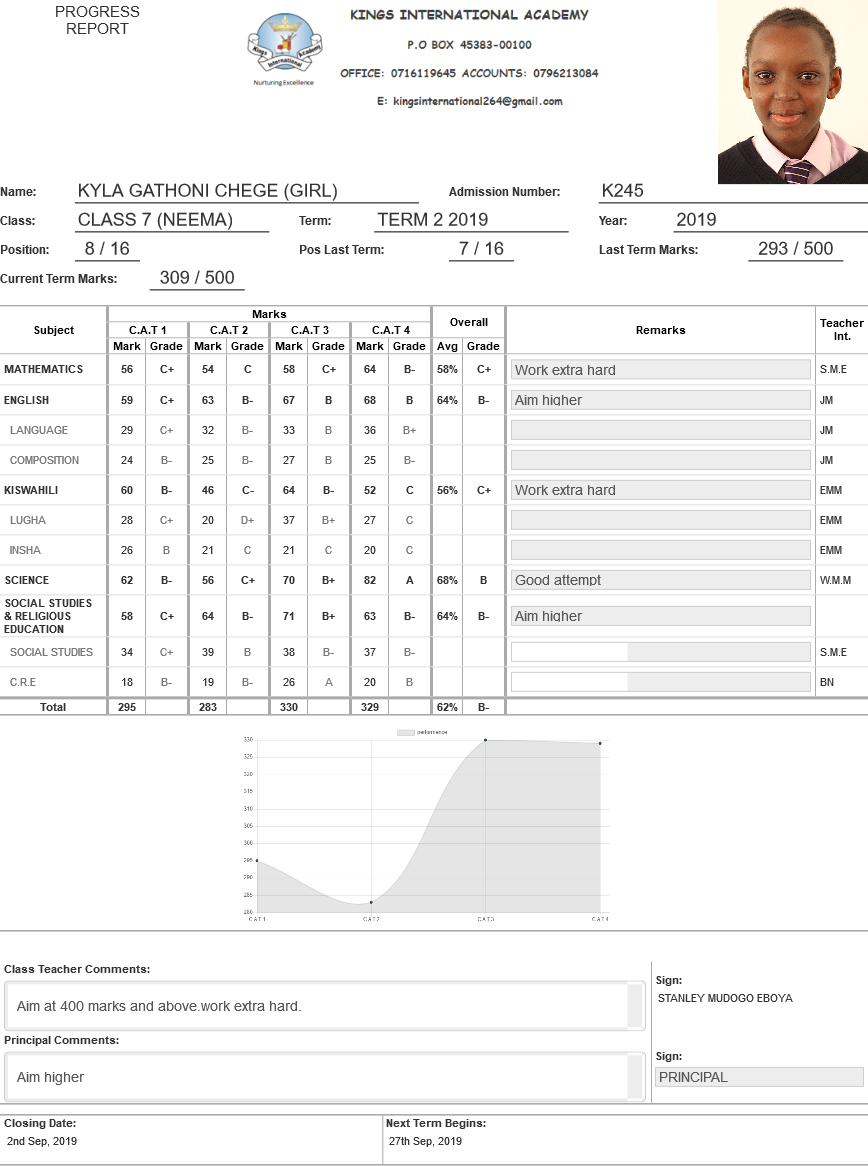 PROGRESS
REPORT
KINGS INTERNATIONAL ACADEMY
P.O BOX 45383-00100
OFFICE: 0716119645 ACCOUNTS: 0796213084
E: kingsinternational264@gmail.com
Kings International Academy
Nurturing Excellence
Name: KYLA GATHONI CHEGE (GIRL) Admission Number: K245
Class: CLASS 7 (NEEMA) Term: TERM 2 2019 Year: 2019
Position: 8 / 16 Pos Last Term: 7 / 16 Last Term Marks: 293 / 500
Current Term Marks: 309 / 500
Subject Marks Overall Remarks Teacher Int.
C.A.T 1 C.A.T 2 C.A.T 3 C.A.T 4
Mark Grade Mark Grade Mark Grade Mark Grade Avg Grade
MATHEMATICS 56 C+ 54 C 58 C+ 64 B- 58% C+ Work extra hard S.M.E
ENGLISH 59 C+ 63 B- 67 B 68 B 64% B- Aim higher JM
LANGUAGE 29 C+ 32 B- 33 B 36 B+ JM
COMPOSITION 24 B- 25 B- 27 B 25 B- JM
KISWAHILI 60 B- 46 C- 64 B- 52 C 56% C+ Work extra hard EMM
LUGHA 28 C+ 20 D+ 37 B+ 27 C EMM
INSHA 26 B 21 C 21 C 20 C EMM
SCIENCE 62 B- 56 C+ 70 B+ 82 A 68% B Good attempt W.M.M
SOCIAL STUDIES
& RELIGIOUS
EDUCATION 58 C+ 64 B- 71 B+ 63 B- 64% B- Aim higher
SOCIAL STUDIES 34 C+ 39 B 38 B- 37 B- S.M.E
C.R.E 18 B- 19 B- 26 A 20 B BN
Total 295 283 330 329 62% B-
performance
330
325
320
315
310
305
300
295
290
285
280
CAT1 CAT2 CAT3 CAT4
Class Teacher Comments:
Aim at 400 marks and above.work extra hard.
Sign:
STANLEY MUDOGO EBOYA
Principal Comments:
Aim higher
Sign:
PRINCIPAL
Closing Date: Next Term Begins:
2nd Sep, 2019 27th Sep, 2019